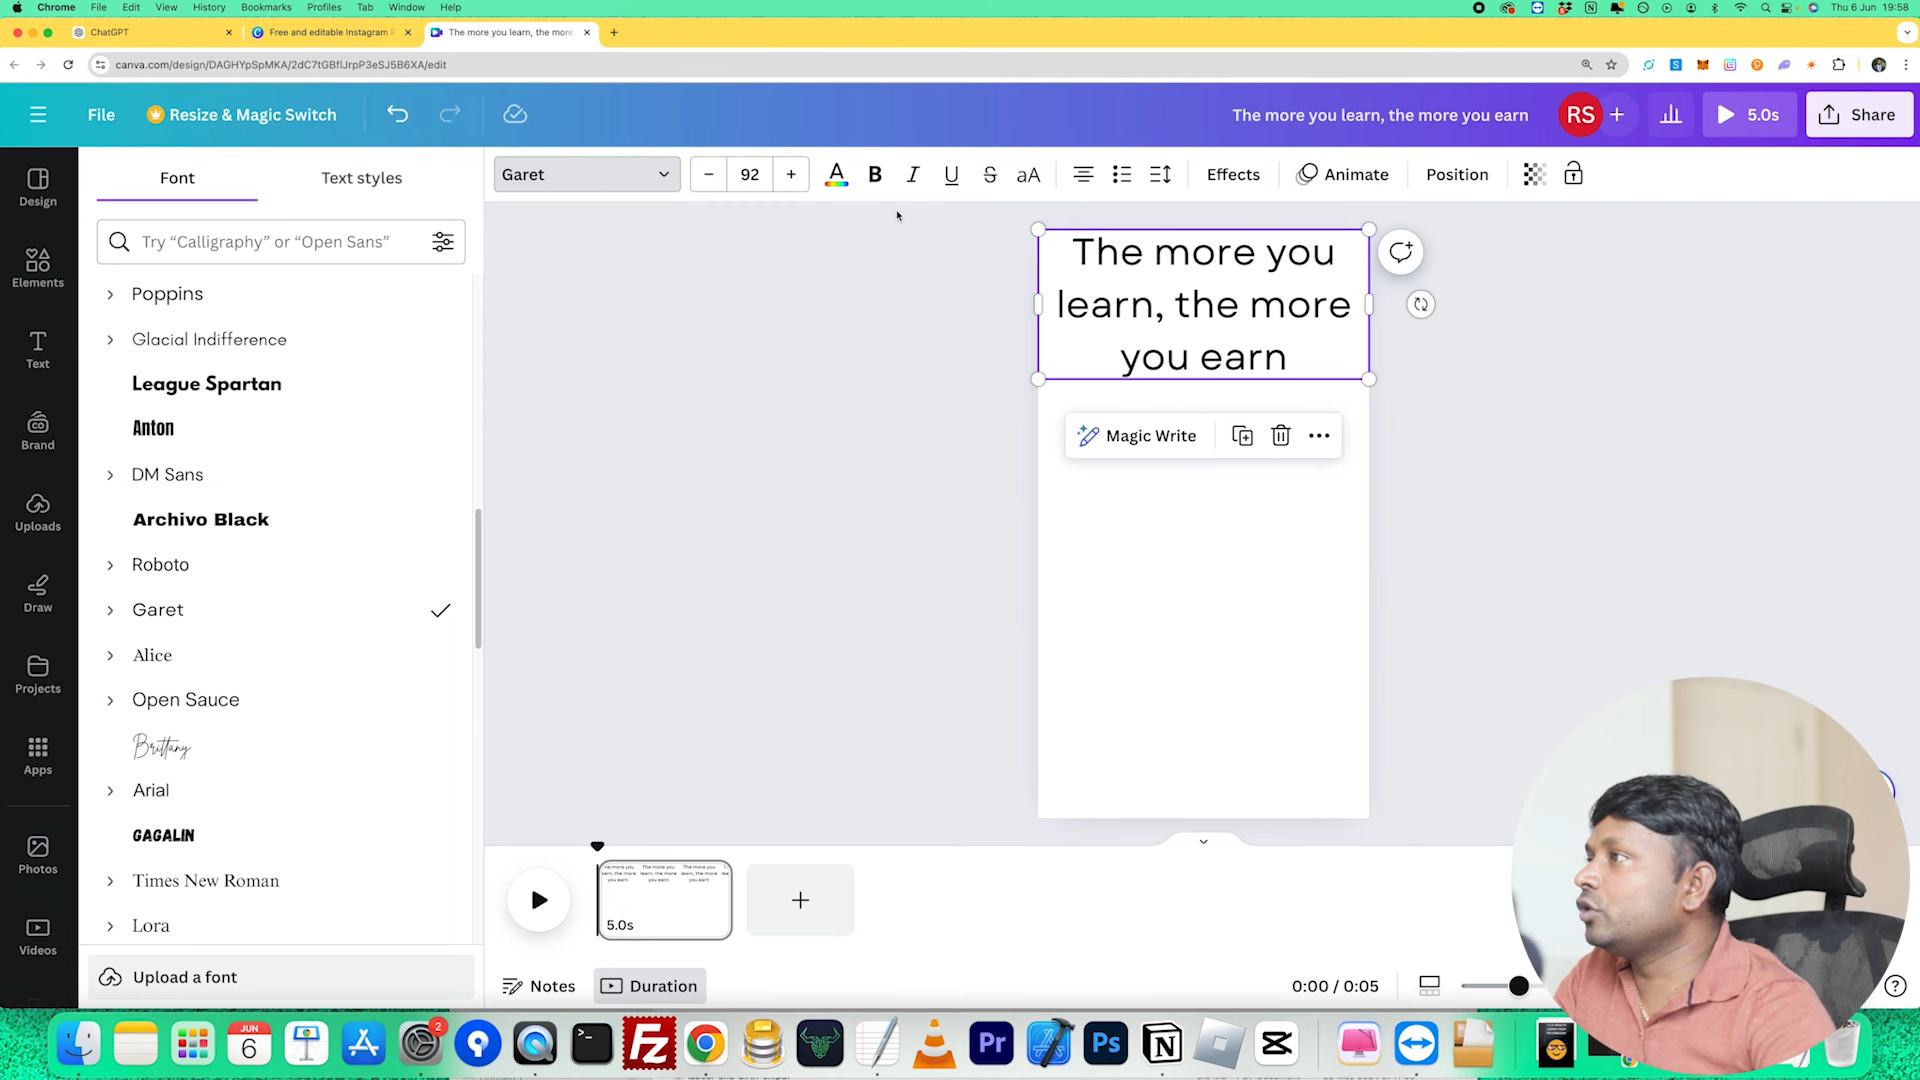 Chrome File Edit View History Bookmarks Profiles Tab Window Help
Thu 6 Jun 19:58
ChatGPT
Free and editable Instagram
The more you learn, the more
canva.com/design/DAGHYpSpMKA/2dC7tGBflJrpP3eSJ5B6XA/edit
File
Resize & Magic Switch
The more you learn, the more you earn
RS
5.0s
Share
Design
Elements
Text
Brand
Uploads
Draw
Projects
Apps
Photos
Videos
Font
Text styles
Try “Calligraphy” or “Open Sans”
Poppins
Glacial Indifference
League Spartan
Anton
DM Sans
Archivo Black
Roboto
Garet
Alice
Open Sauce
Brittany
Arial
GAGALIN
Times New Roman
Lora
Upload a font
Garet
92
A B I U S aA
Effects
Animate
Position
The more you
learn, the more
you earn
Magic Write
5.0s
Notes
Duration
0:00 / 0:05
JUN
6
2
Fz
Pr
Ps